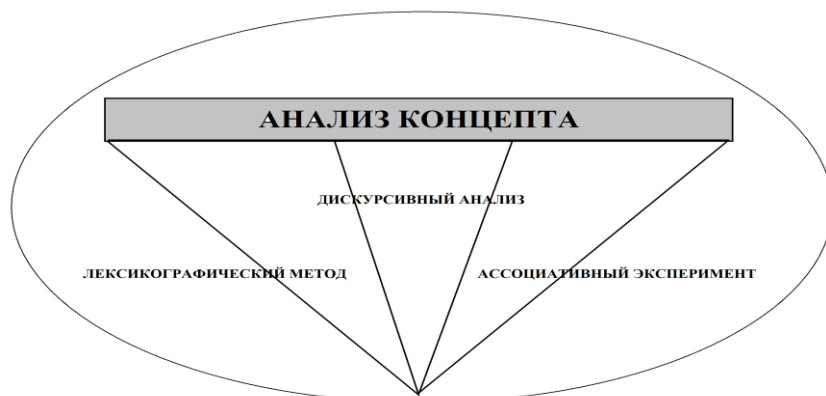 АНАЛИЗ КОНЦЕПТА
ДИСКУРСИВНЫЙ АНАЛИЗ
ЛЕКСИКОГРАФИЧЕСКИЙ МЕТОД
АССОЦИАТИВНЫЙ ЭКСПЕРИМЕНТ